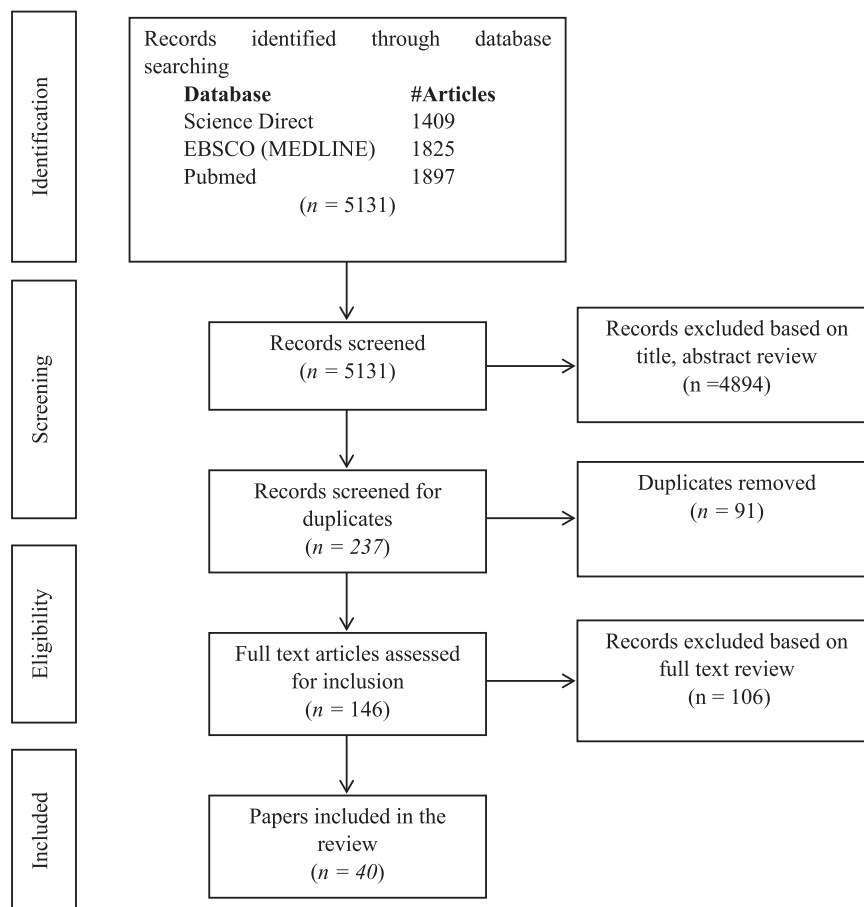 Identification
Records identified through database
searching
Database #Articles
Science Direct 1409
EBSCO (MEDLINE) 1825
Pubmed 1897
(n = 5131)
Screening
Records screened
(n = 5131)
Records excluded based on
title, abstract review
(n =4894)
Records screened for
duplicates
(n = 237)
Duplicates removed
(n = 91)
Eligibility
Full text articles assessed
for inclusion
(n = 146)
Records excluded based on
full text review
(n = 106)
Included
Papers included in the
review
(n = 40)